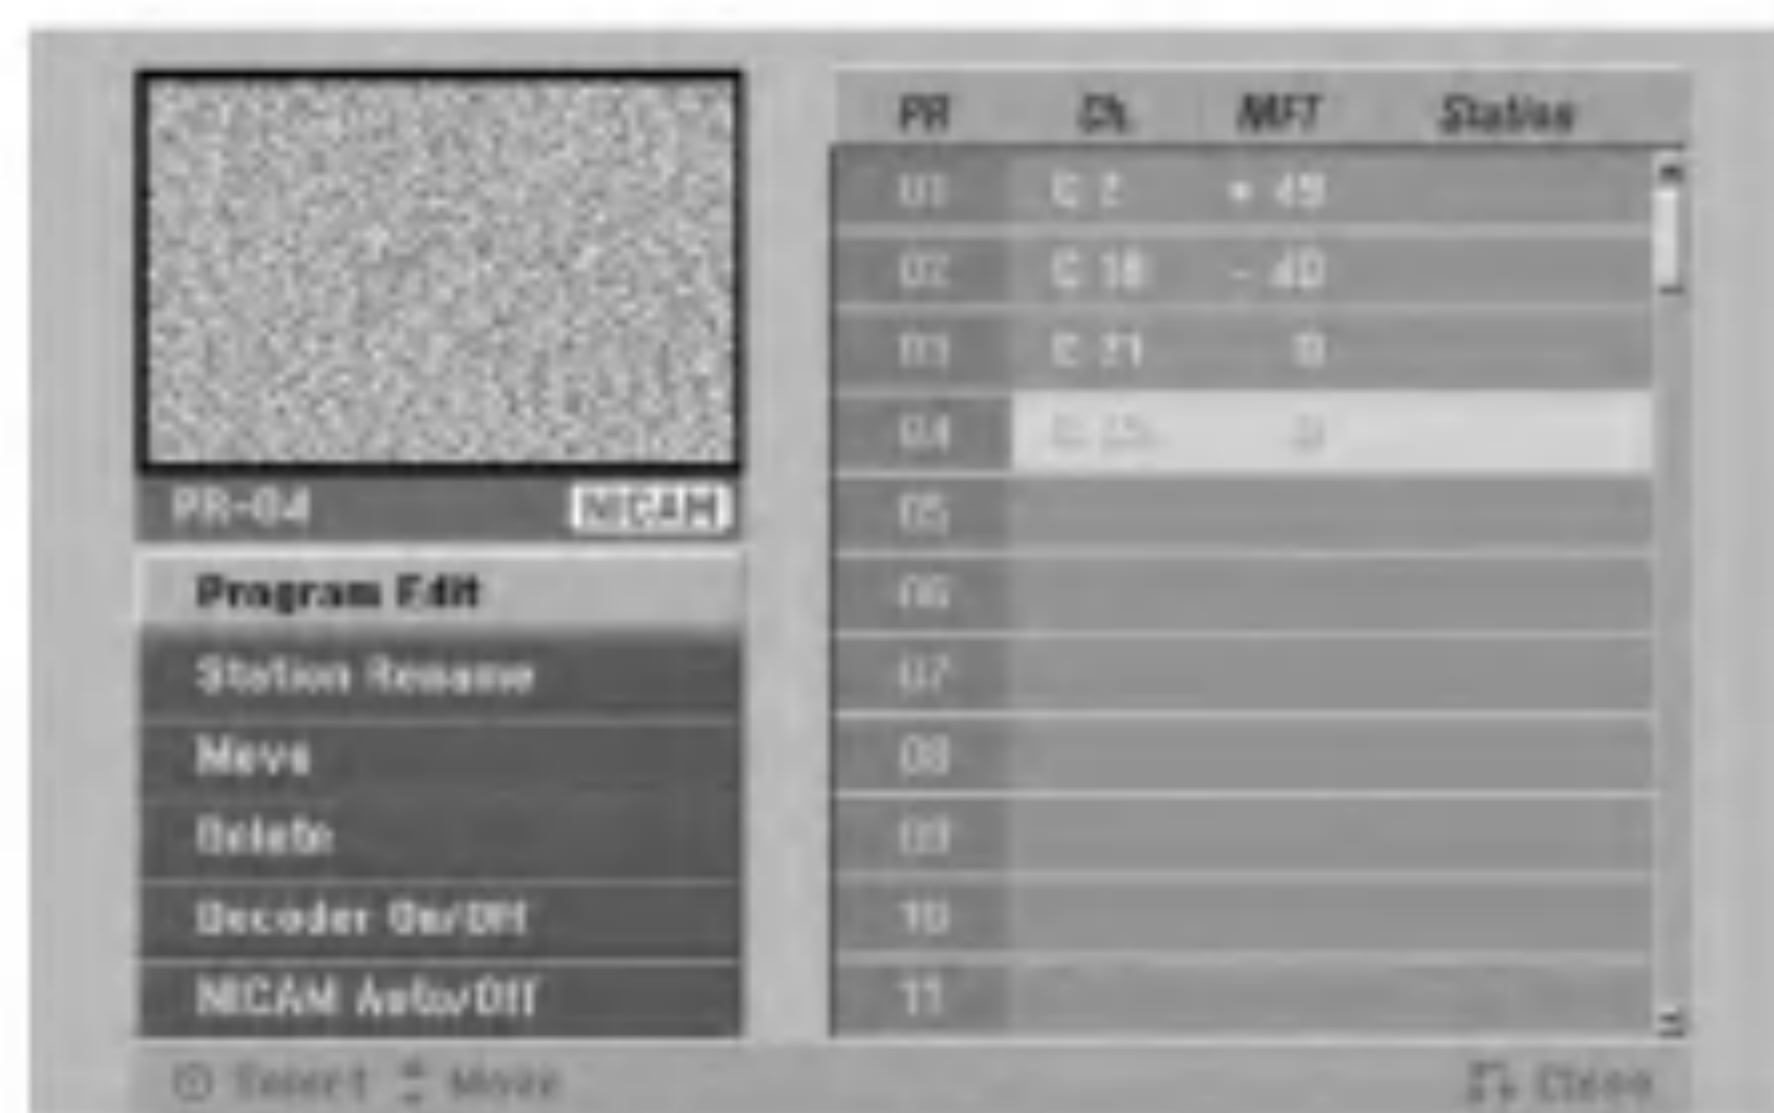 PR-04 NICAM
Program Edit
Station Rename
Move
Delete
Decoder On/Off
NICAM Auto/Off
PR Ch. MFT Station
01 C 2 + 49
02 C 18 - 40
03 C 21 0
04 C 0
05
06
07
08
09
10
11
Select Move
Close